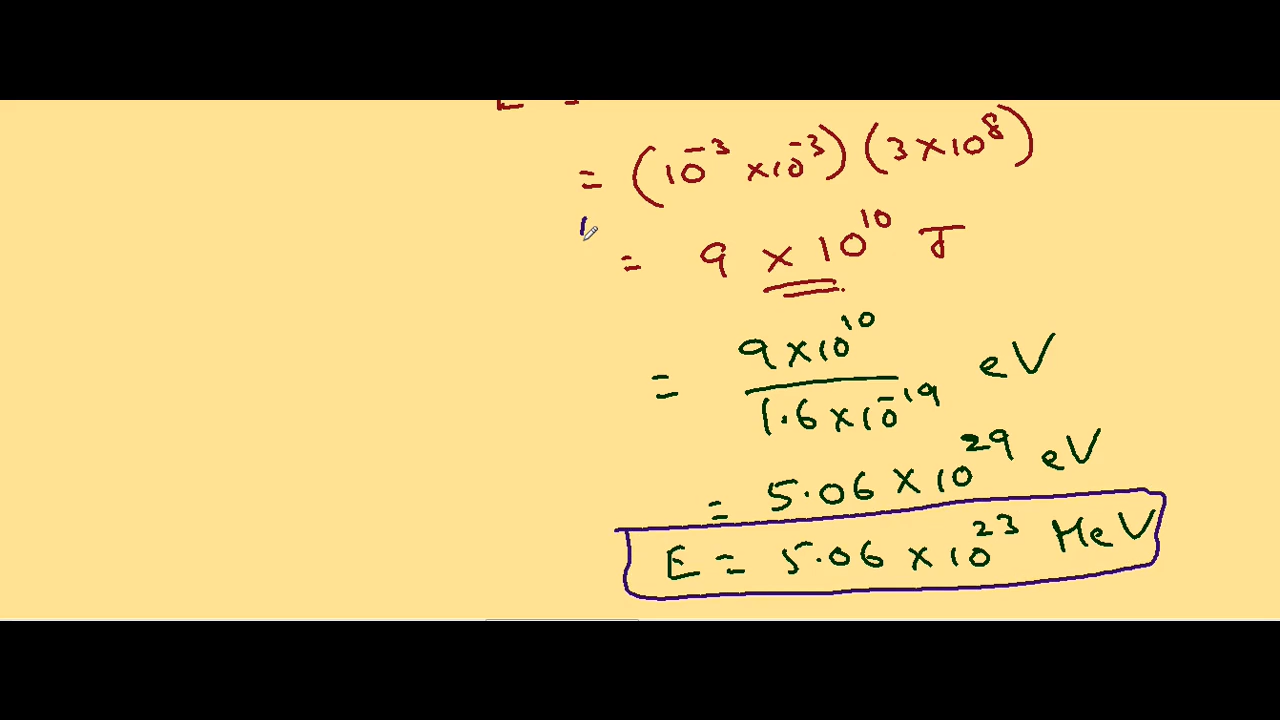 E =
= (10⁻³ × 10⁻³) (3 × 10⁸)
= 9 × 10¹⁰ J
= 9 × 10¹⁰ / 1.6 × 10⁻¹⁹ eV
= 5.06 × 10²⁹ eV
E = 5.06 × 10²³ MeV